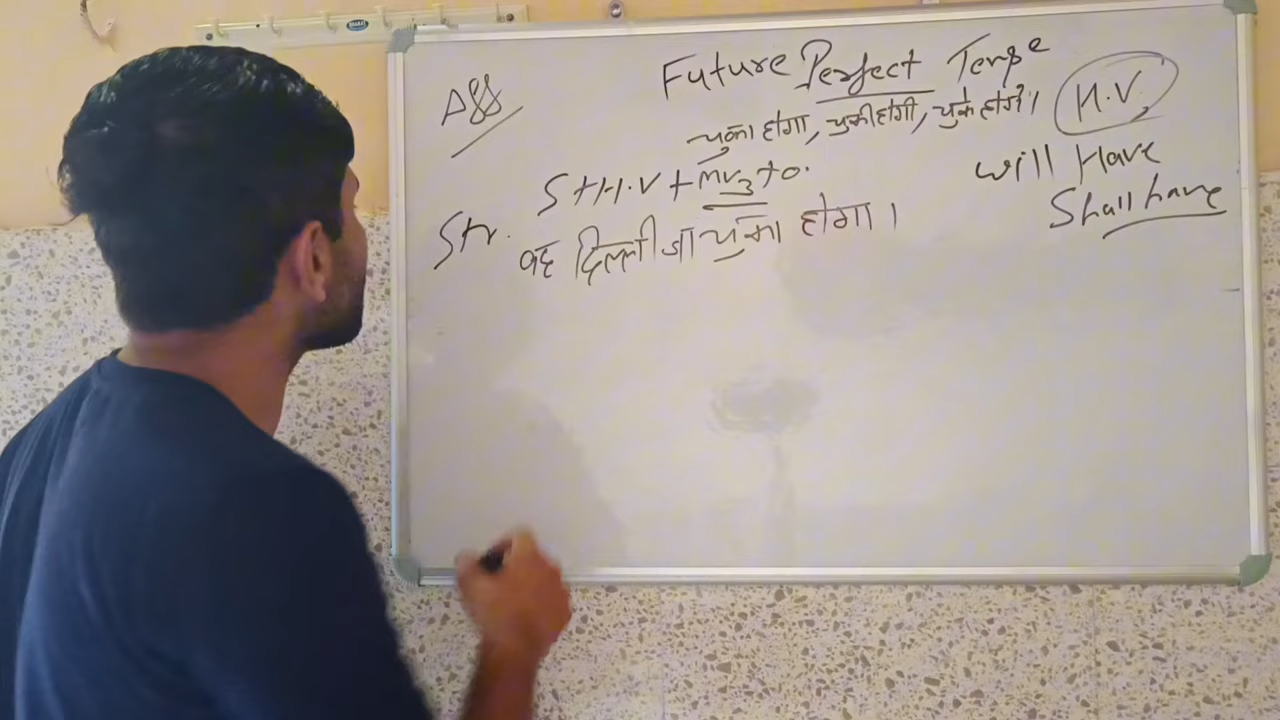 Future Perfect Tense
Aff
चुका होगा, चुकी होगी, चुके होगें। H.V.
S+H.V+MV3+o.
will Have
Shall have
Str.
वह दिल्ली जा चुका होगा ।